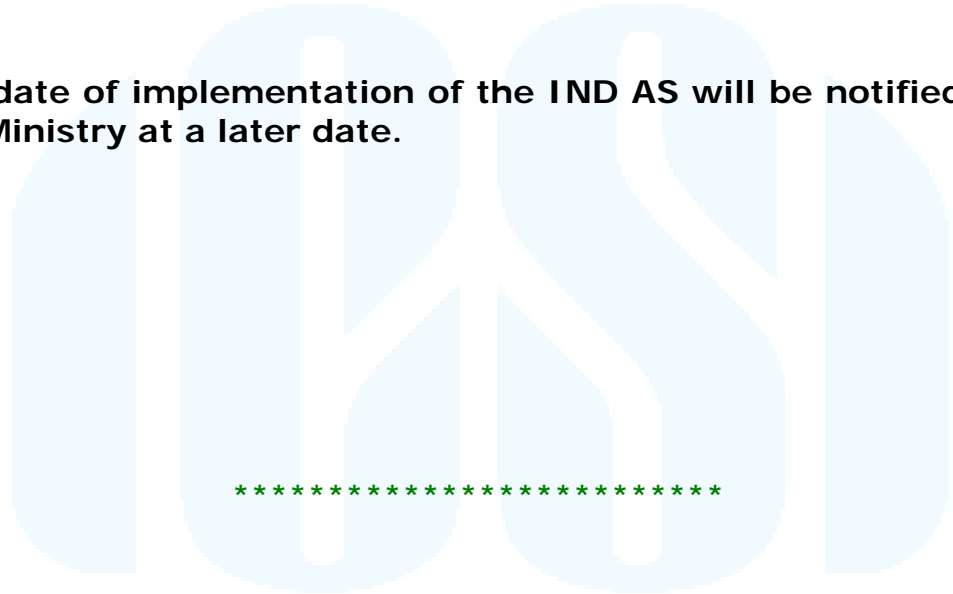 date of implementation of the IND AS will be notified
Ministry at a later date.
**************************